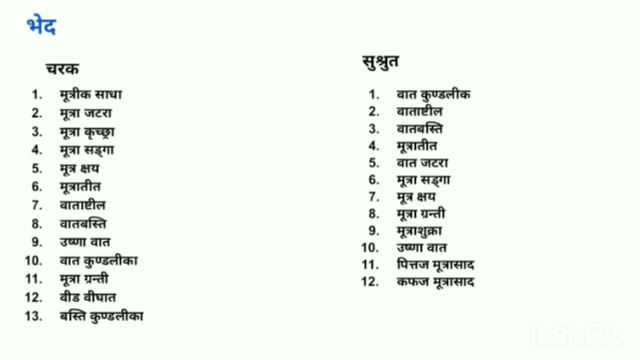 भेद
चरक
1. मूत्रीक साधा
2. मूत्रा जटरा
3. मूत्रा कृच्छ्रा
4. मूत्रा सड्गा
5. मूत्र क्षय
6. मूत्रातीत
7. वाताष्टील
8. वातबस्ति
9. उष्णा वात
10. वात कुण्डलीका
11. मूत्रा ग्रन्ती
12. वीड वीघात
13. बस्ति कुण्डलीका
सुश्रुत
1. वात कुण्डलीक
2. वाताष्टील
3. वातबस्ति
4. मूत्रातीत
5. वात जटरा
6. मूत्रा सड्गा
7. मूत्र क्षय
8. मूत्रा ग्रन्ती
9. मूत्राशुक्रा
10. उष्णा वात
11. पित्तज मूत्रासाद
12. कफज मूत्रासाद
InShOt